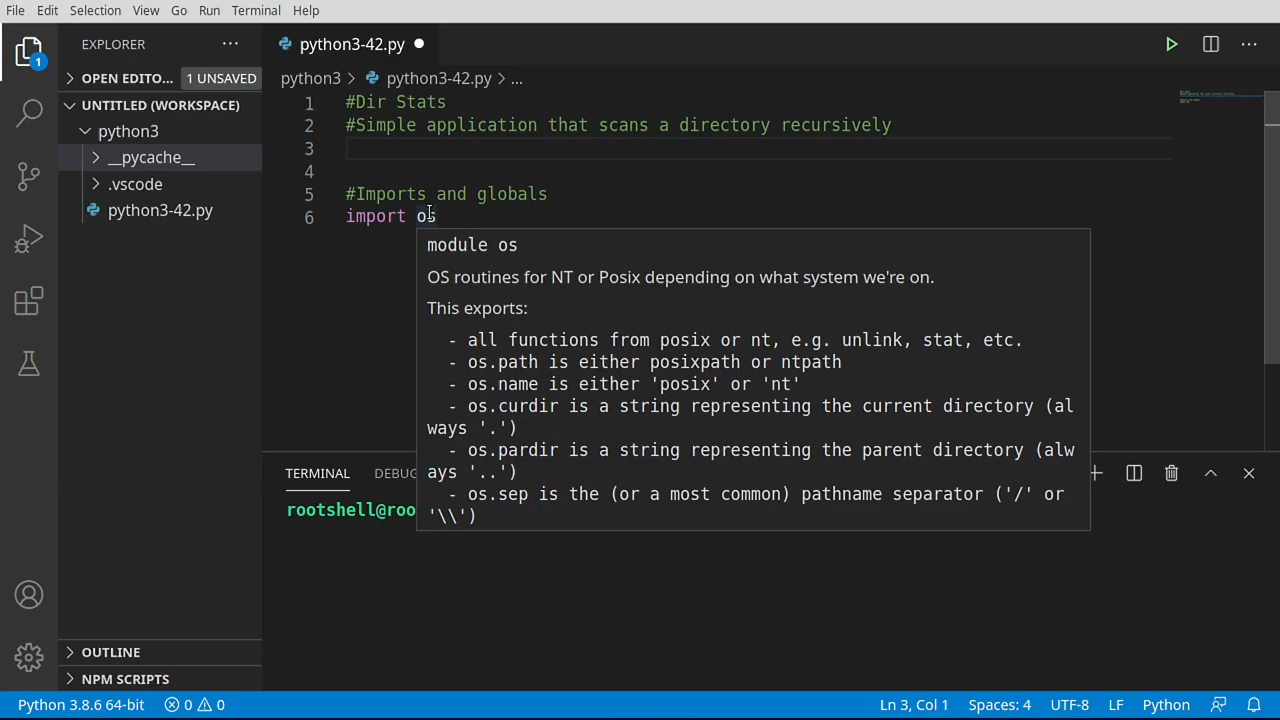 File Edit Selection View Go Run Terminal Help
EXPLORER
python3-42.py
OPEN EDITO... 1 UNSAVED
python3 > python3-42.py > ...
UNTITLED (WORKSPACE)
python3
__pycache__
.vscode
python3-42.py
1 #Dir Stats
2 #Simple application that scans a directory recursively
3
4
5 #Imports and globals
6 import os
module os
OS routines for NT or Posix depending on what system we're on.
This exports:
- all functions from posix or nt, e.g. unlink, stat, etc.
- os.path is either posixpath or ntpath
- os.name is either 'posix' or 'nt'
- os.curdir is a string representing the current directory (al
ways '.')
- os.pardir is a string representing the parent directory (alw
ays '..')
- os.sep is the (or a most common) pathname separator ('/' or
'\\')
TERMINAL DEBUG
rootshell@roo
1
OUTLINE
NPM SCRIPTS
Python 3.8.6 64-bit 0 0 Ln 3, Col 1 Spaces: 4 UTF-8 LF Python